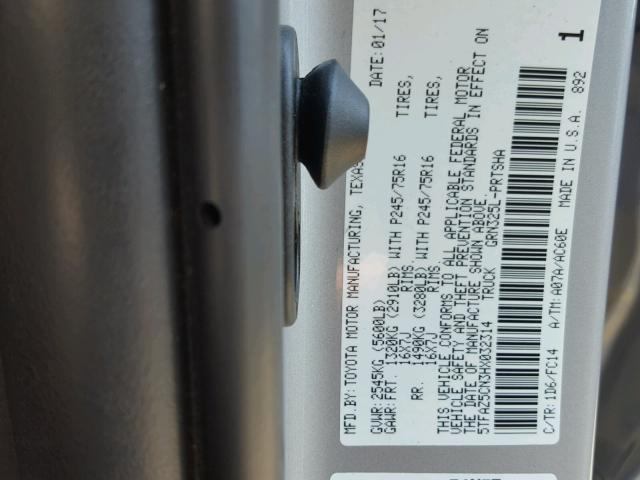 MFD.BY: TOYOTA MOTOR MANUFACTURING, TEXAS DATE: 01/17
GVWR: 2545KG (5600LB)
GAWR: FRT. 1320KG (2910LB) WITH P245/75R16 TIRES,
16X7J RIMS,
RR. 1490KG (3280LB) WITH P245/75R16 TIRES,
16X7J RIMS
THIS VEHICLE CONFORMS TO ALL APPLICABLE FEDERAL MOTOR
VEHICLE SAFETY AND THEFT PREVENTION STANDARDS IN EFFECT ON
THE DATE OF MANUFACTURE SHOWN ABOVE.
5TFAZ5CN3HX032314 TRUCK GRN325L-PRTSHA
C/TR: 1D6/FC14 A/TM: A07A/AC60E MADE IN U.S.A. 892
1